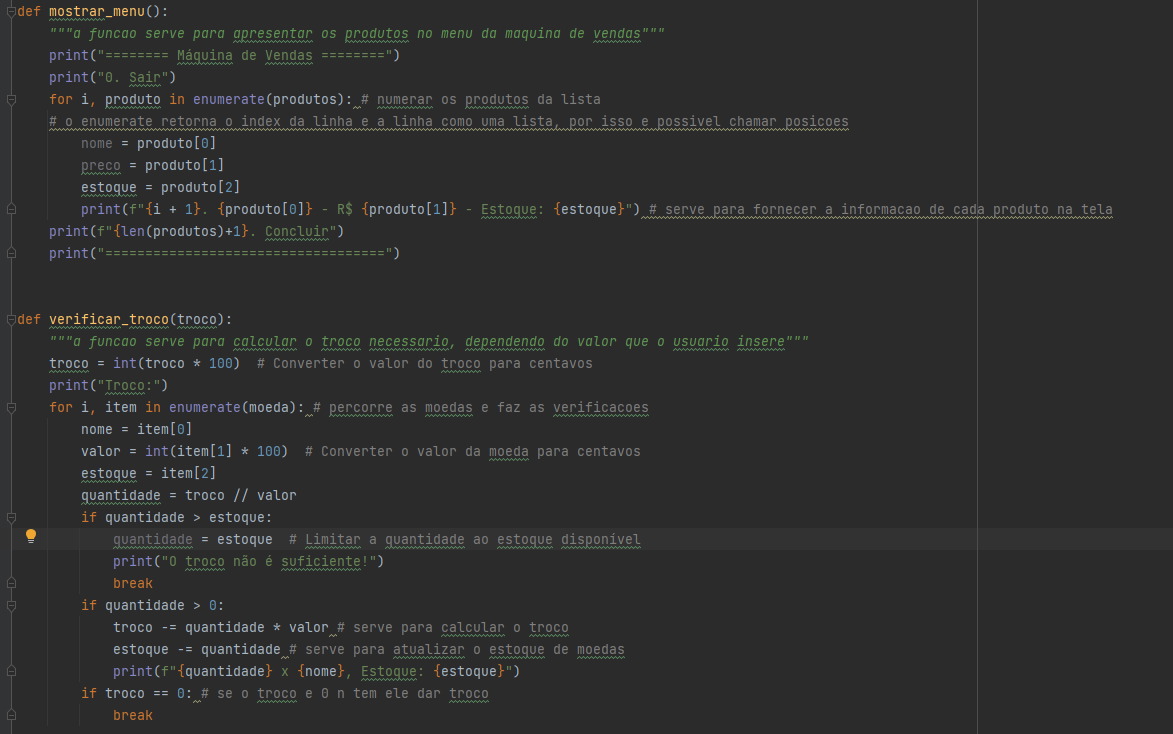 def mostrar_menu():
    """a funcao serve para apresentar os produtos no menu da maquina de vendas"""
    print("======== Máquina de Vendas ========")
    print("0. Sair")
    for i, produto in enumerate(produtos): # numerar os produtos da lista
    # o enumerate retorna o index da linha e a linha como uma lista, por isso e possivel chamar posicoes
        nome = produto[0]
        preco = produto[1]
        estoque = produto[2]
        print(f"{i + 1}. {produto[0]} - R$ {produto[1]} - Estoque: {estoque}") # serve para fornecer a informacao de cada produto na tela
    print(f"{len(produtos)+1}. Concluir")
    print("===================================")
def verificar_troco(troco):
    """a funcao serve para calcular o troco necessario, dependendo do valor que o usuario insere"""
    troco = int(troco * 100)  # Converter o valor do troco para centavos
    print("Troco:")
    for i, item in enumerate(moeda): # percorre as moedas e faz as verificacoes
        nome = item[0]
        valor = int(item[1] * 100)  # Converter o valor da moeda para centavos
        estoque = item[2]
        quantidade = troco // valor
        if quantidade > estoque:
            quantidade = estoque  # Limitar a quantidade ao estoque disponivel
            print("O troco não é suficiente!")
            break
        if quantidade > 0:
            troco -= quantidade * valor # serve para calcular o troco
            estoque -= quantidade # serve para atualizar o estoque de moedas
            print(f"{quantidade} x {nome}, Estoque: {estoque}")
        if troco == 0: # se o troco e 0 n tem ele dar troco
            break